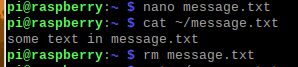 pi@raspberry:~ $ nano message.txt
pi@raspberry:~ $ cat ~/message.txt
some text in message.txt
pi@raspberry:~ $ rm message.txt